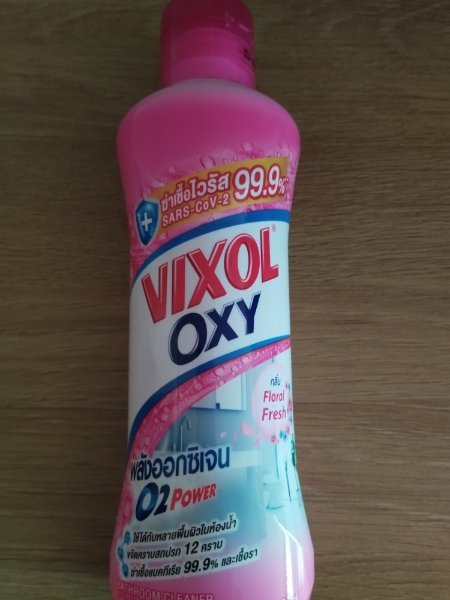 ฆ่าเชื้อไวรัส 99.9%
SARS-CoV-2
VIXOL®
OXY
กลิ่น
Floral
Fresh
พลังออกซิเจน
O2 POWER
ใช้ได้กับหลายพื้นผิวในห้องน้ำ
ขจัดคราบสกปรก 12 คราบ
ฆ่าเชื้อแบคทีเรีย 99.9% และเชื้อรา
BATHROOM CLEANER